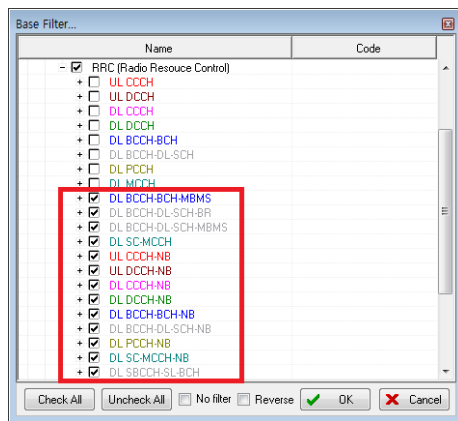 Base Filter...
Name Code
RRC (Radio Resouce Control)
UL CCCH
UL DCCH
DL CCCH
DL DCCH
DL BCCH-BCH
DL BCCH-DL-SCH
DL PCCH
DL MCCH
DL BCCH-BCH-MBMS
DL BCCH-DL-SCH-BR
DL BCCH-DL-SCH-MBMS
DL SC-MCCH
UL CCCH-NB
UL DCCH-NB
DL CCCH-NB
DL DCCH-NB
DL BCCH-BCH-NB
DL BCCH-DL-SCH-NB
DL PCCH-NB
DL SC-MCCH-NB
DL SBCCH-SL-BCH
Check All Uncheck All No filter Reverse OK Cancel